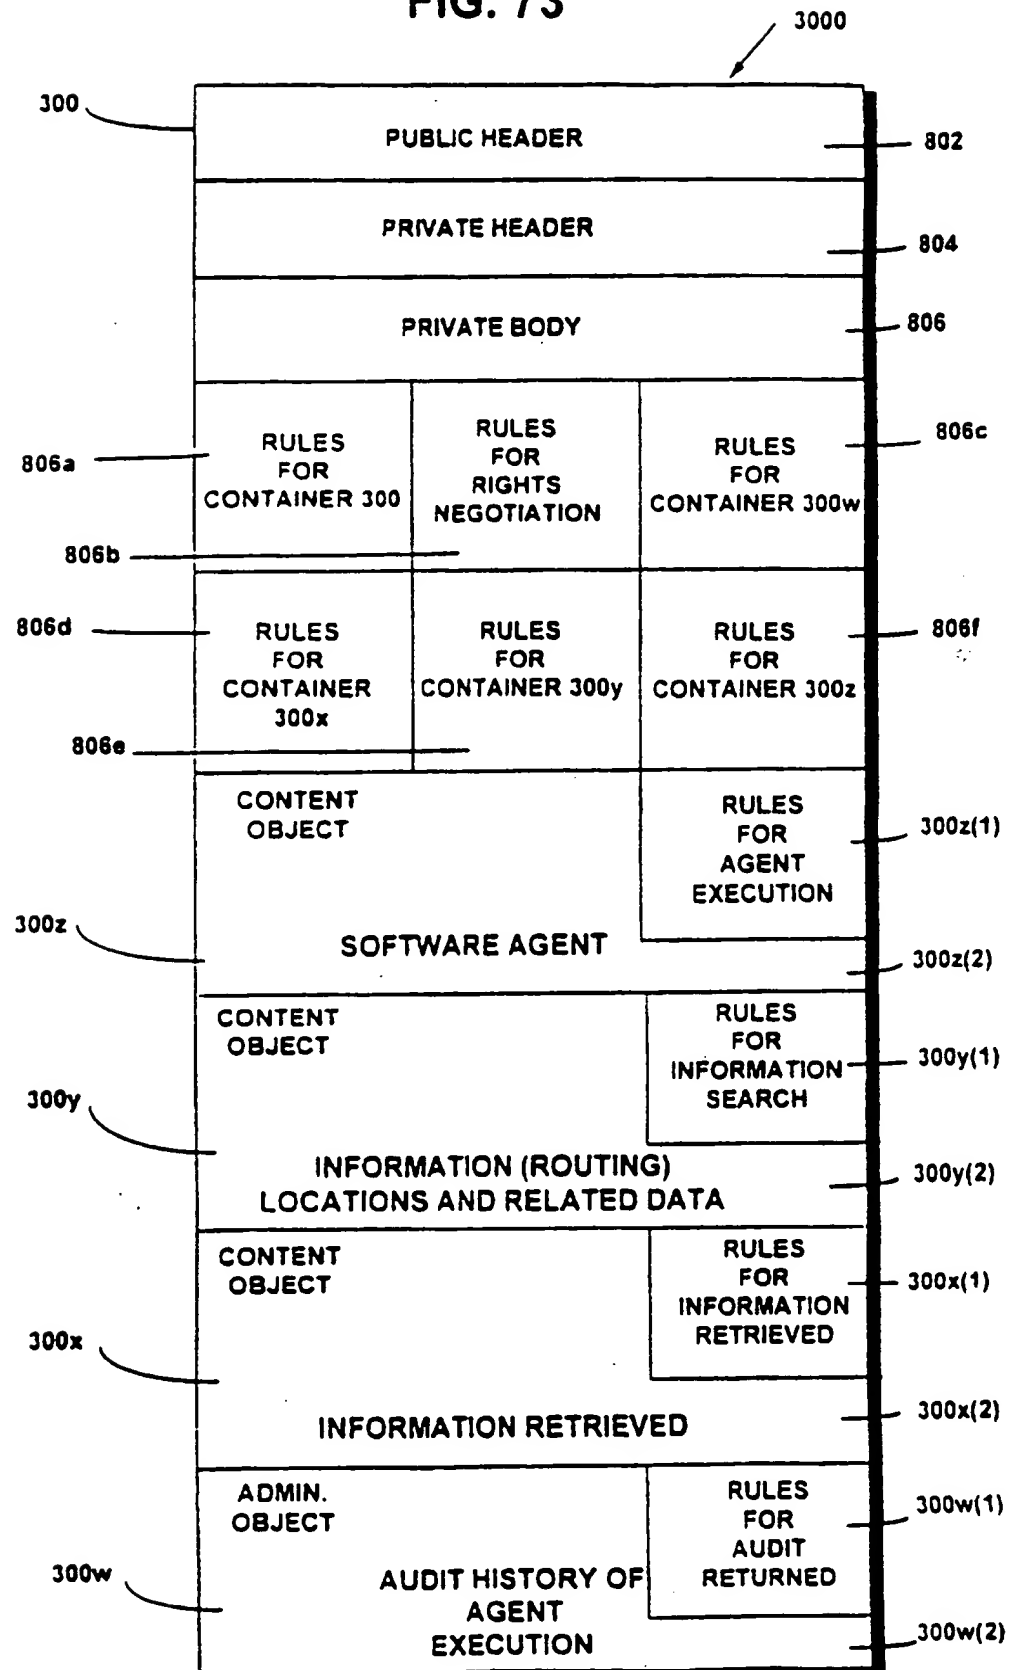 FIG. 73
3000
300
PUBLIC HEADER
802
PRIVATE HEADER
804
PRIVATE BODY
806
806a
RULES
FOR
CONTAINER 300
RULES
FOR
RIGHTS
NEGOTIATION
RULES
FOR
CONTAINER 300w
806c
806b
806d
RULES
FOR
CONTAINER
300x
RULES
FOR
CONTAINER 300y
RULES
FOR
CONTAINER 300z
806f
806e
CONTENT
OBJECT
RULES
FOR
AGENT
EXECUTION
300z(1)
300z
SOFTWARE AGENT
300z(2)
CONTENT
OBJECT
RULES
FOR
INFORMATION
SEARCH
300y(1)
300y
INFORMATION (ROUTING)
LOCATIONS AND RELATED DATA
300y(2)
CONTENT
OBJECT
RULES
FOR
INFORMATION
RETRIEVED
300x(1)
300x
INFORMATION RETRIEVED
300x(2)
ADMIN.
OBJECT
RULES
FOR
AUDIT
RETURNED
300w(1)
300w
AUDIT HISTORY OF
AGENT
EXECUTION
300w(2)